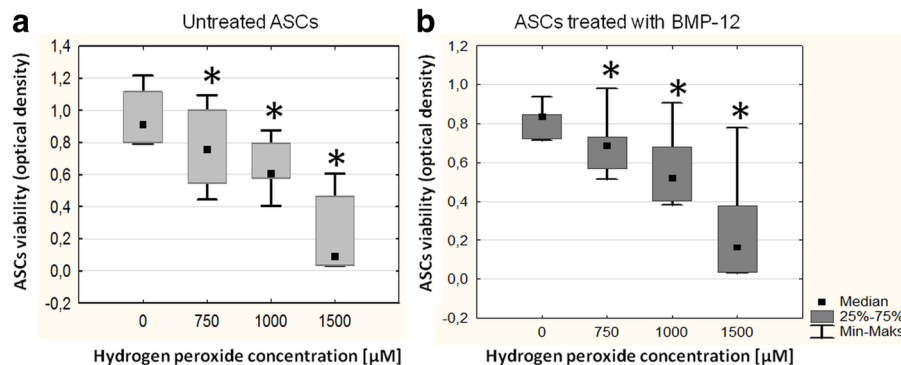 a
Untreated ASCs
ASCs viability (optical density)
1,4
1,2
1,0
0,8
0,6
0,4
0,2
0,0
-0,2
*
*
*
0 750 1000 1500
Hydrogen peroxide concentration [µM]
b
ASCs treated with BMP-12
ASCs viability (optical density)
1,2
1,0
0,8
0,6
0,4
0,2
0,0
-0,2
*
*
*
0 750 1000 1500
Hydrogen peroxide concentration [µM]
Median
25%-75%
Min-Maks